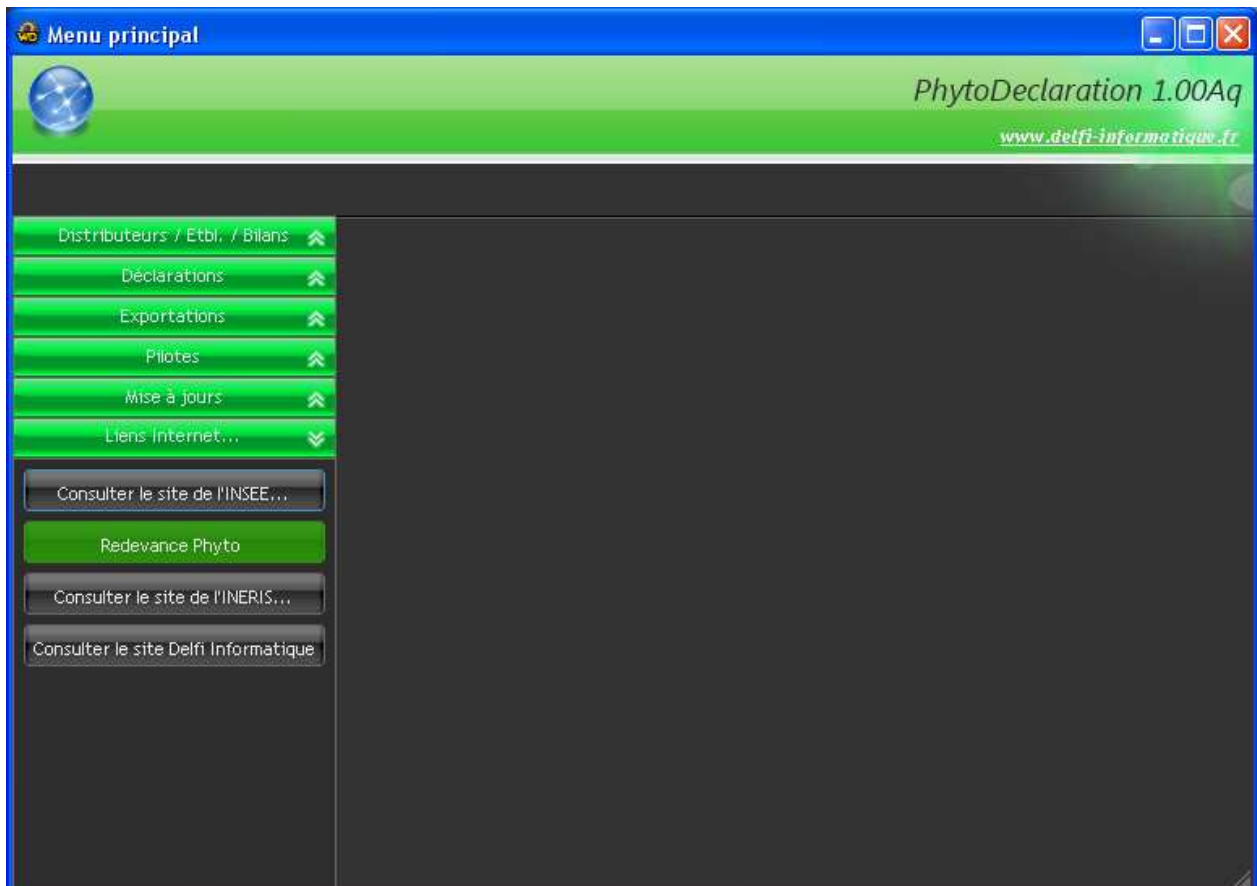 Menu principal
PhytoDeclaration 1.00Aq
www.delfi-informatique.fr
Distributeurs / Etbl. / Bilans
Déclarations
Exportations
Pilotes
Mise à jours
Liens Internet...
Consulter le site de l'INSEE...
Redevance Phyto
Consulter le site de l'INERIS...
Consulter le site Delfi Informatique